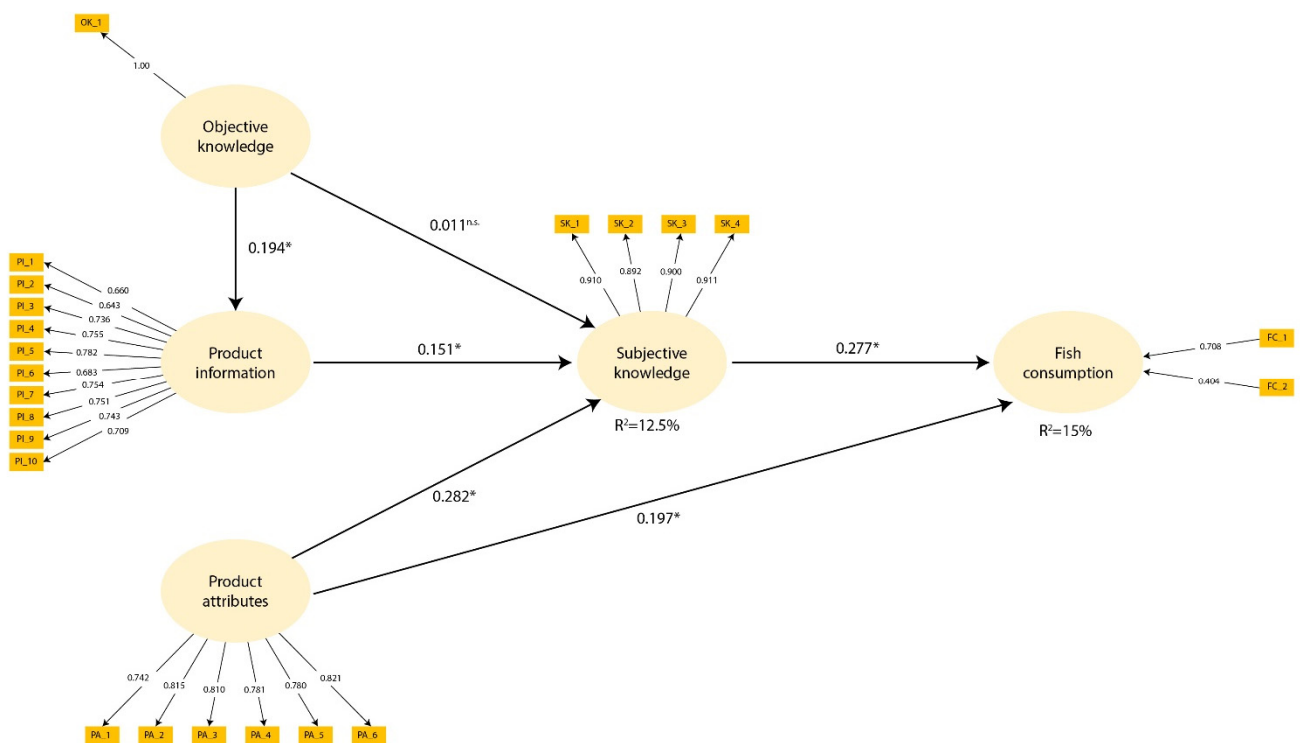 OK_1
1.00
Objective
knowledge
0.194*
0.011n.s.
SK_1
SK_2
SK_3
SK_4
0.910
0.892
0.900
0.911
PI_1
PI_2
PI_3
PI_4
PI_5
PI_6
PI_7
PI_8
PI_9
PI_10
0.660
0.643
0.736
0.755
0.782
0.683
0.754
0.751
0.743
0.709
Product
information
0.151*
Subjective
knowledge
R²=12.5%
0.277*
Fish
consumption
R²=15%
0.708
FC_1
0.404
FC_2
0.282*
0.197*
Product
attributes
0.742
0.815
0.810
0.781
0.780
0.821
PA_1
PA_2
PA_3
PA_4
PA_5
PA_6